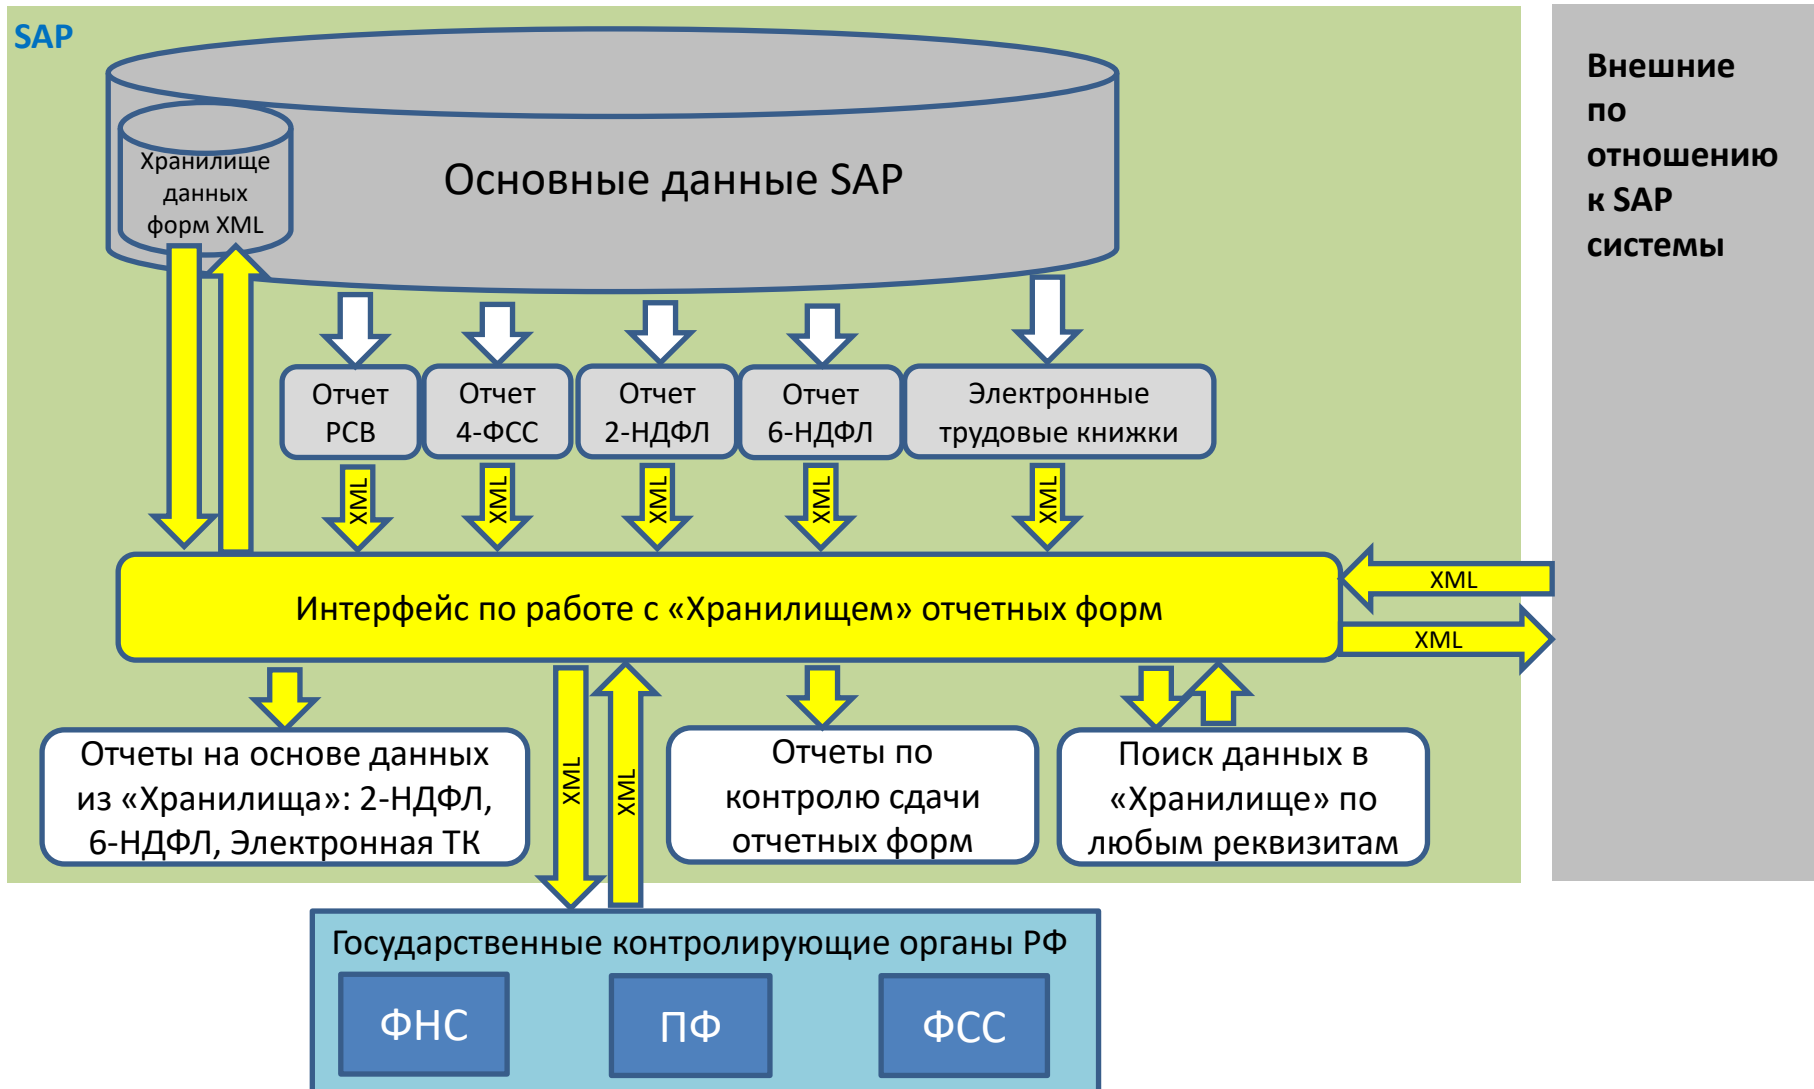 SAP
Внешние
по
отношению
к SAP
системы
Хранилище
данных
форм XML
Основные данные SAP
Отчет
РСВ
Отчет
4-ФСС
Отчет
2-НДФЛ
Отчет
6-НДФЛ
Электронные
трудовые книжки
XML
XML
XML
XML
XML
XML
Интерфейс по работе с «Хранилищем» отчетных форм
XML
Отчеты на основе данных
из «Хранилища»: 2-НДФЛ,
6-НДФЛ, Электронная ТК
XML
XML
Отчеты по
контролю сдачи
отчетных форм
Поиск данных в
«Хранилище» по
любым реквизитам
Государственные контролирующие органы РФ
ФНС
ПФ
ФСС